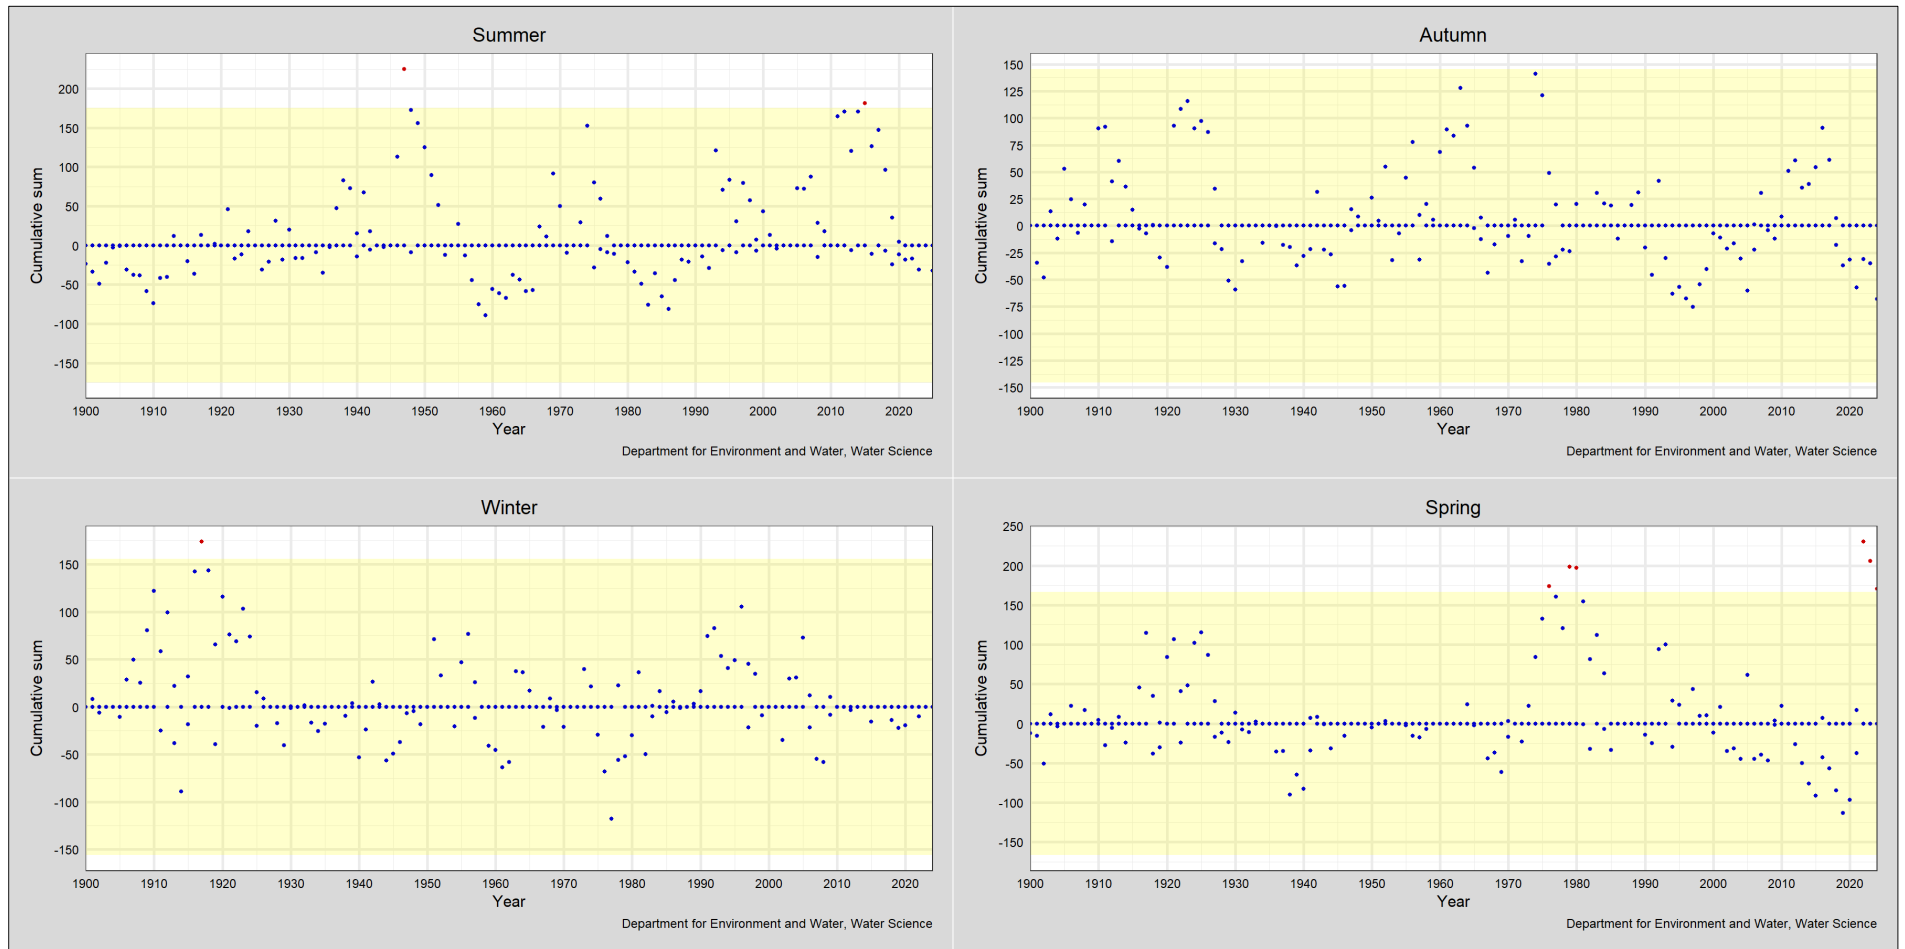 Summer
200
150
100
50
0
-50
-100
-150
1900 1910 1920 1930 1940 1950 1960 1970 1980 1990 2000 2010 2020
Cumulative sum
Year
Department for Environment and Water, Water Science
Autumn
150
125
100
75
50
25
0
-25
-50
-75
-100
-125
-150
1900 1910 1920 1930 1940 1950 1960 1970 1980 1990 2000 2010 2020
Cumulative sum
Year
Department for Environment and Water, Water Science
Winter
150
100
50
0
-50
-100
-150
1900 1910 1920 1930 1940 1950 1960 1970 1980 1990 2000 2010 2020
Cumulative sum
Year
Department for Environment and Water, Water Science
Spring
250
200
150
100
50
0
-50
-100
-150
1900 1910 1920 1930 1940 1950 1960 1970 1980 1990 2000 2010 2020
Cumulative sum
Year
Department for Environment and Water, Water Science